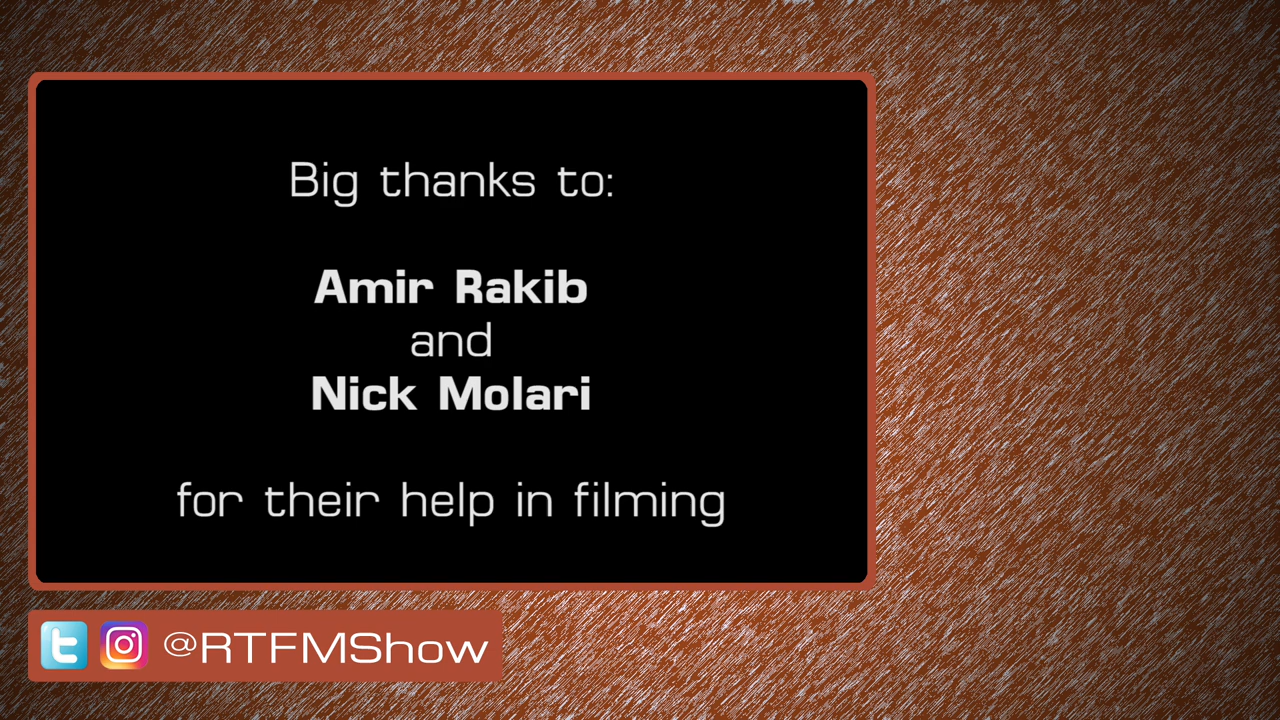 Big thanks to:
Amir Rakib
and
Nick Molari
for their help in filming
@RTFMShow